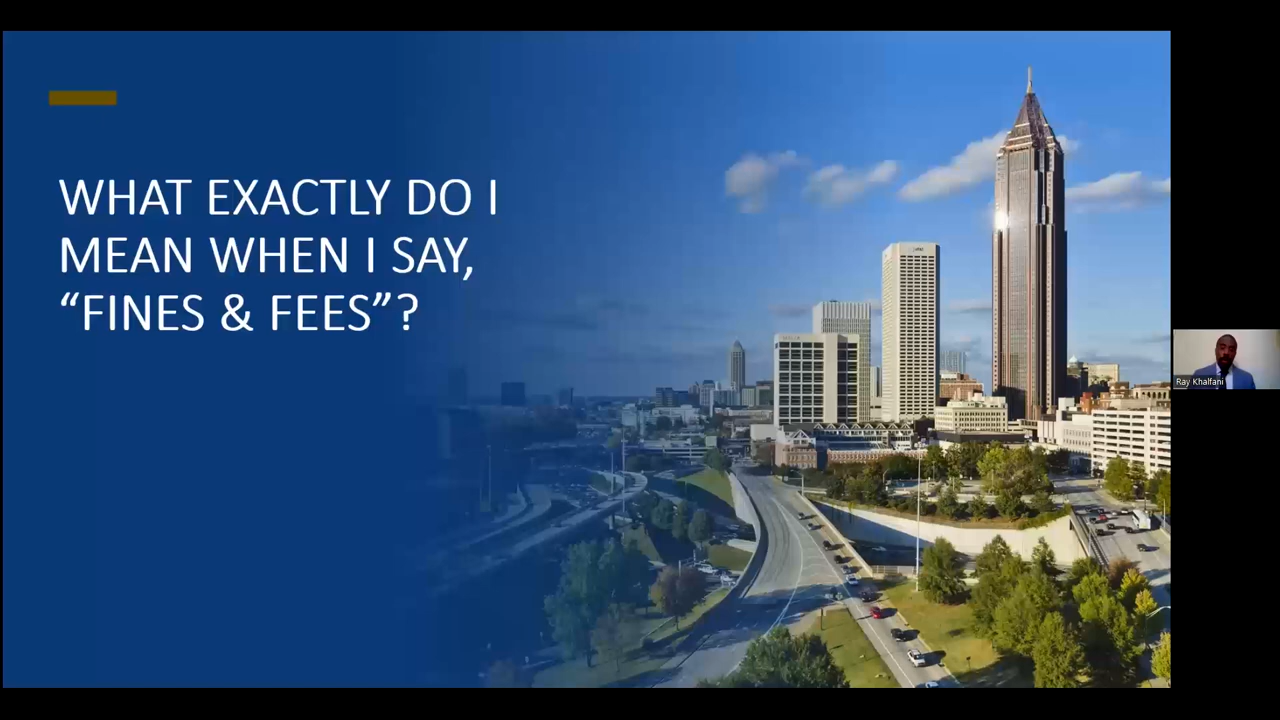 WHAT EXACTLY DO I
MEAN WHEN I SAY,
“FINES & FEES”?
Ray Khalfani